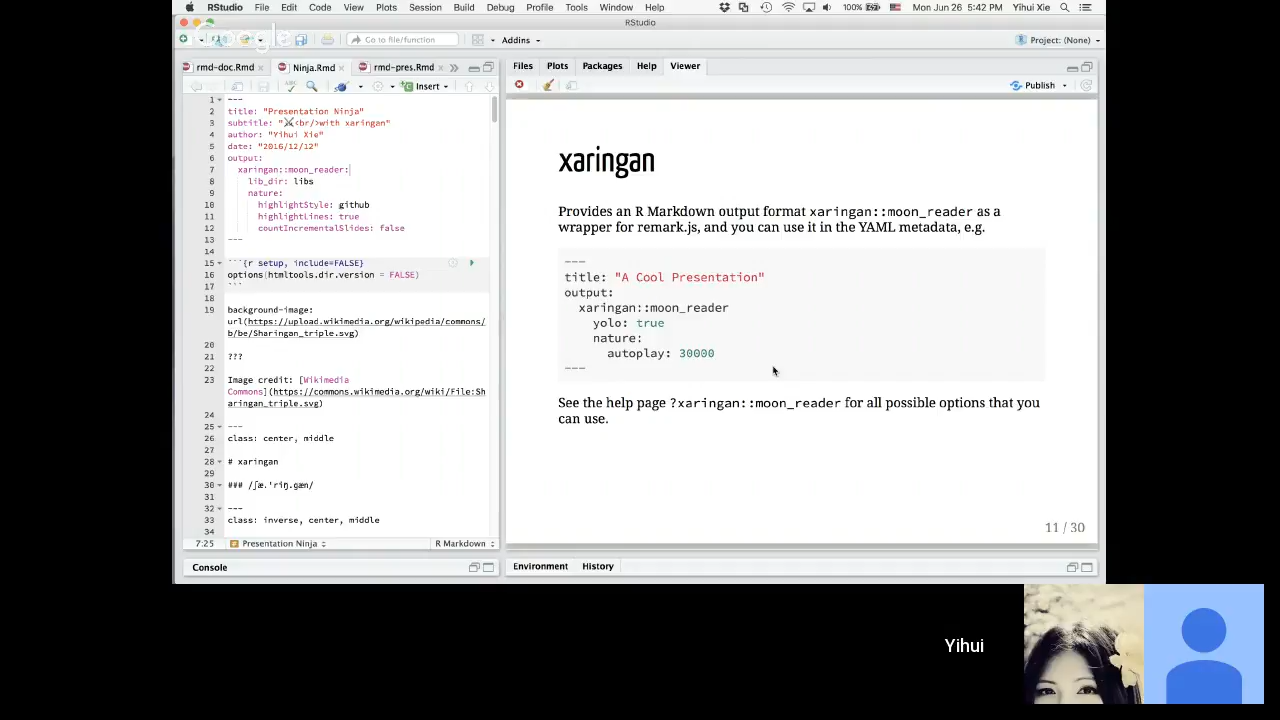 RStudio File Edit Code View Plots Session Build Debug Profile Tools Window Help 100% Mon Jun 26 5:42 PM Yihui Xie
RStudio
Go to file/function Addins Project: (None)
rmd-doc.Rmd Ninja.Rmd rmd-pres.Rmd
Insert
1 ---
2 title: "Presentation Ninja"
3 subtitle: "⚔<br/>with xaringan"
4 author: "Yihui Xie"
5 date: "2016/12/12"
6 output:
7 xaringan::moon_reader:
8 lib_dir: libs
9 nature:
10 highlightStyle: github
11 highlightLines: true
12 countIncrementalSlides: false
13 ---
14
15 ```{r setup, include=FALSE}
16 options(htmltools.dir.version = FALSE)
17 ```
18
19 background-image:
url(https://upload.wikimedia.org/wikipedia/commons/
b/be/Sharingan_triple.svg)
20
21 ???
22
23 Image credit: [Wikimedia
Commons](https://commons.wikimedia.org/wiki/File:Sh
aringan_triple.svg)
24
25 ---
26 class: center, middle
27
28 # xaringan
29
30 ### /ʃæ.'riŋ.ɡæn/
31
32 ---
33 class: inverse, center, middle
34
7:25 Presentation Ninja R Markdown
Console
Files Plots Packages Help Viewer
Publish
xaringan
Provides an R Markdown output format xaringan::moon_reader as a
wrapper for remark.js, and you can use it in the YAML metadata, e.g.
---
title: "A Cool Presentation"
output:
xaringan::moon_reader
yolo: true
nature:
autoplay: 30000
---
See the help page ?xaringan::moon_reader for all possible options that you
can use.
11 / 30
Environment History
Yihui